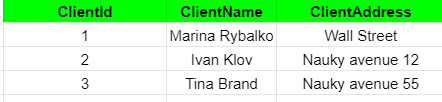 ClientId ClientName ClientAddress
1 Marina Rybalko Wall Street
2 Ivan Klov Nauky avenue 12
3 Tina Brand Nauky avenue 55